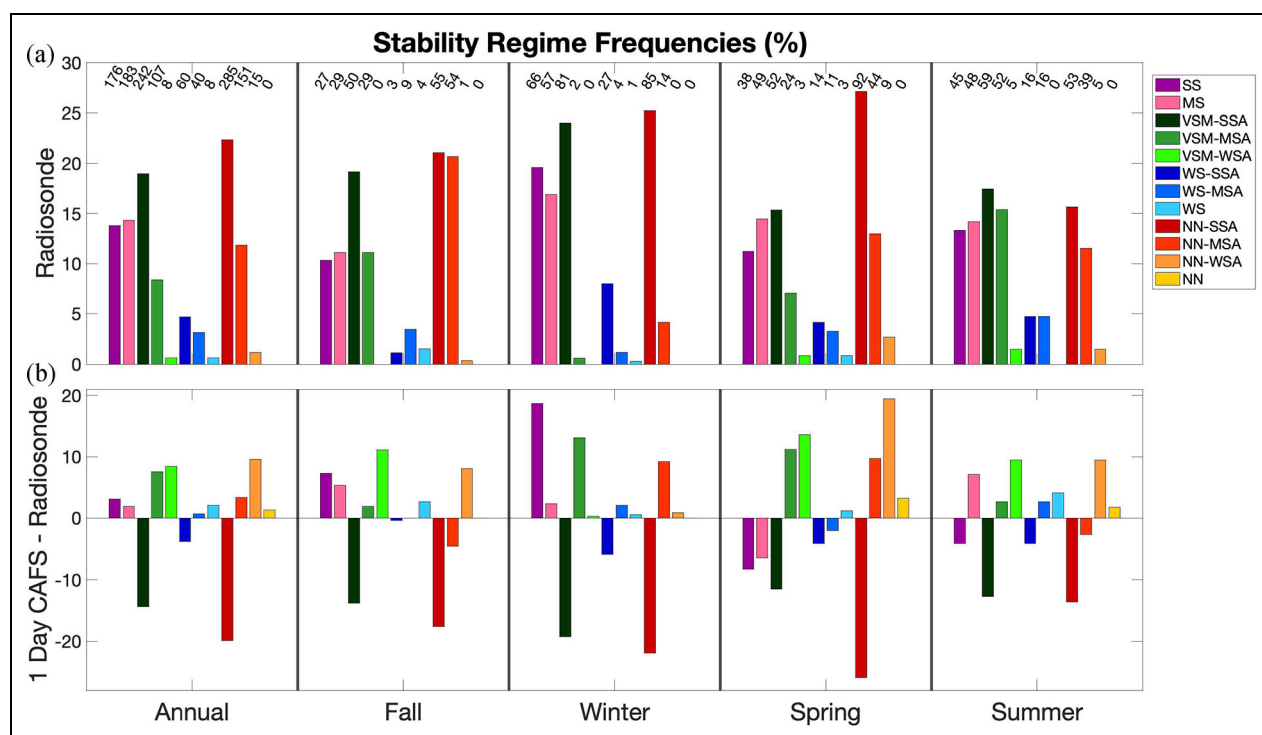 Stability Regime Frequencies (%)
(a)
Radiosonde
30
25
20
15
10
5
0
176 183 242 107 8 60 40 8 285 151 15 0
27 29 50 29 0 3 9 4 55 54 1 0
66 57 81 2 0 27 4 1 85 14 0 0
38 49 52 24 3 14 11 3 92 44 9 0
45 48 59 52 5 16 16 0 53 39 5 0
SS
MS
VSM-SSA
VSM-MSA
VSM-WSA
WS-SSA
WS-MSA
WS
NN-SSA
NN-MSA
NN-WSA
NN
(b)
1 Day CAFS - Radiosonde
20
10
0
-10
-20
Annual Fall Winter Spring Summer